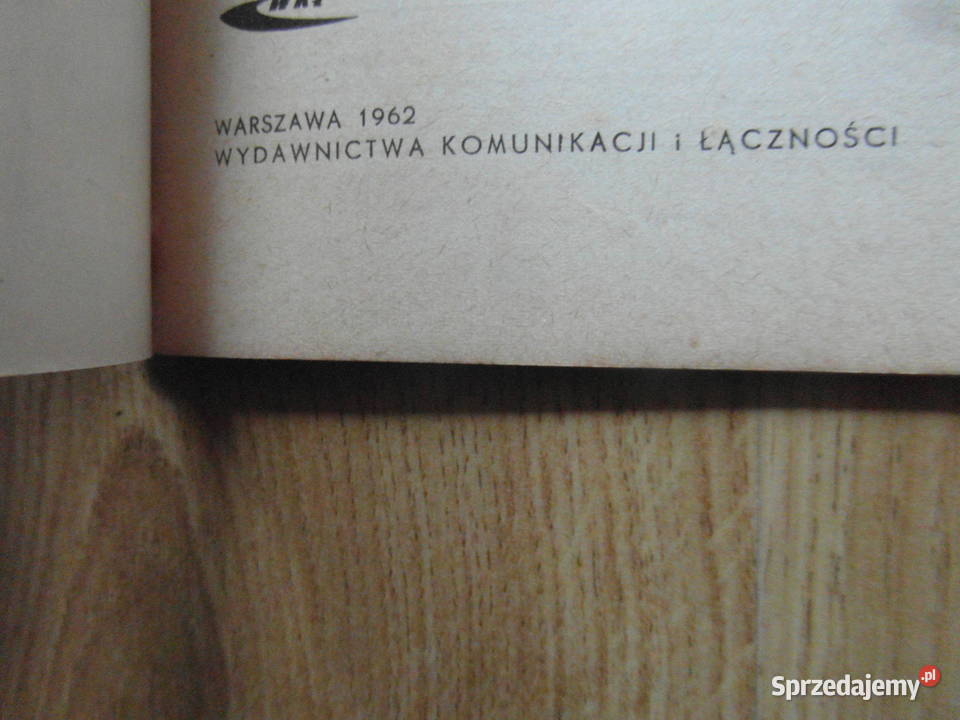 WARSZAWA 1962
WYDAWNICTWA KOMUNIKACJI i ŁĄCZNOŚCI
Sprzedajemy.pl